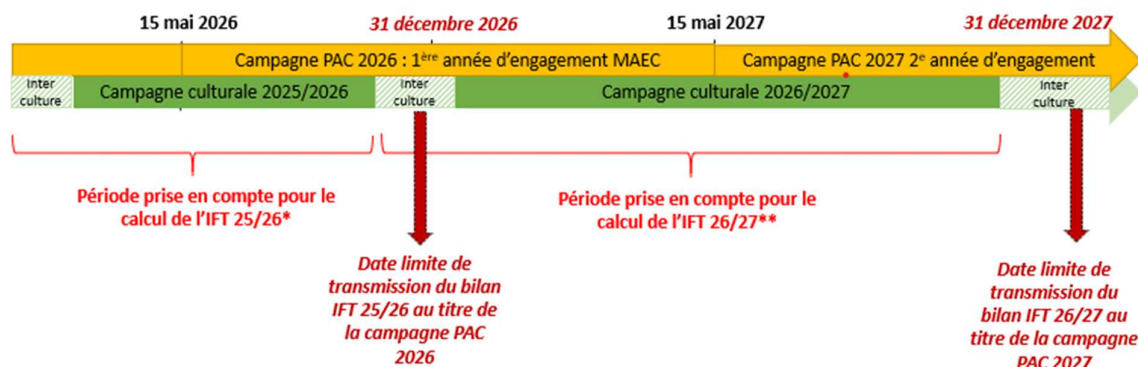 15 mai 2026
31 décembre 2026
15 mai 2027
31 décembre 2027
Campagne PAC 2026 : 1ère année d'engagement MAEC
Campagne PAC 2027 2e année d'engagement
Inter
culture
Campagne culturale 2025/2026
Inter
culture
Campagne culturale 2026/2027
Inter
culture
Période prise en compte pour le
calcul de l'IFT 25/26*
Période prise en compte pour le
calcul de l'IFT 26/27**
Date limite de
transmission du bilan
IFT 25/26 au titre de
la campagne PAC
2026
Date limite de
transmission du
bilan IFT 26/27 au
titre de la campagne
PAC 2027